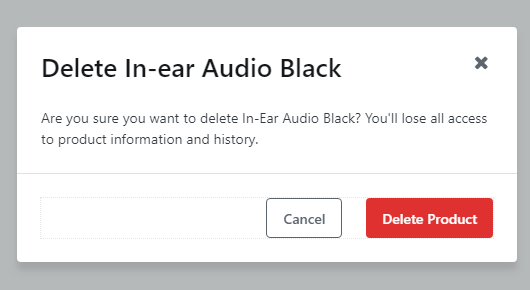 Delete In-ear Audio Black
Are you sure you want to delete In-Ear Audio Black? You'll lose all access
to product information and history.
Cancel
Delete Product